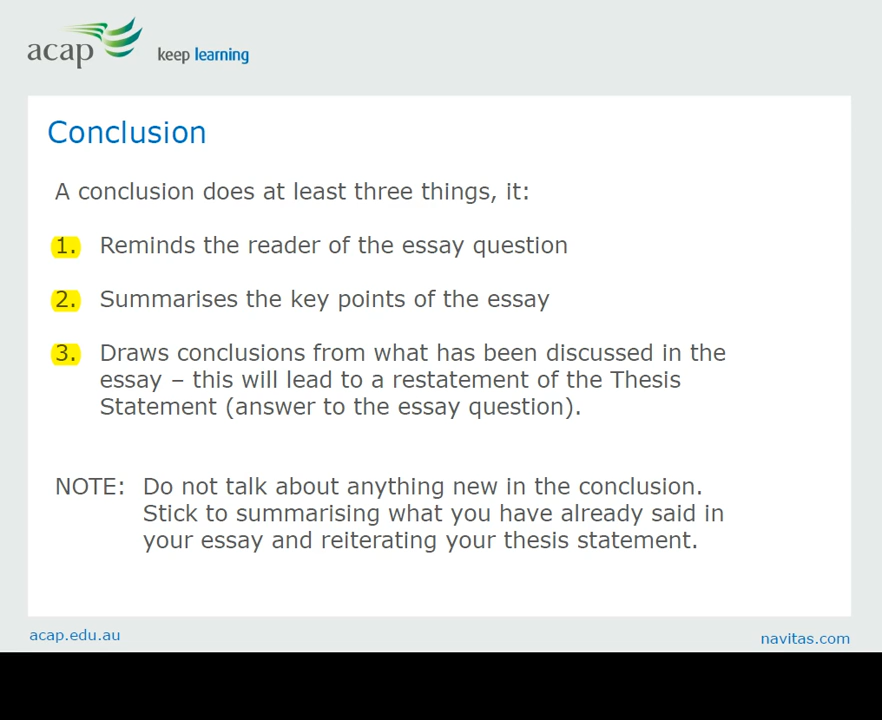 acap keep learning
Conclusion
A conclusion does at least three things, it:
1. Reminds the reader of the essay question
2. Summarises the key points of the essay
3. Draws conclusions from what has been discussed in the
essay – this will lead to a restatement of the Thesis
Statement (answer to the essay question).
NOTE: Do not talk about anything new in the conclusion.
Stick to summarising what you have already said in
your essay and reiterating your thesis statement.
acap.edu.au
navitas.com